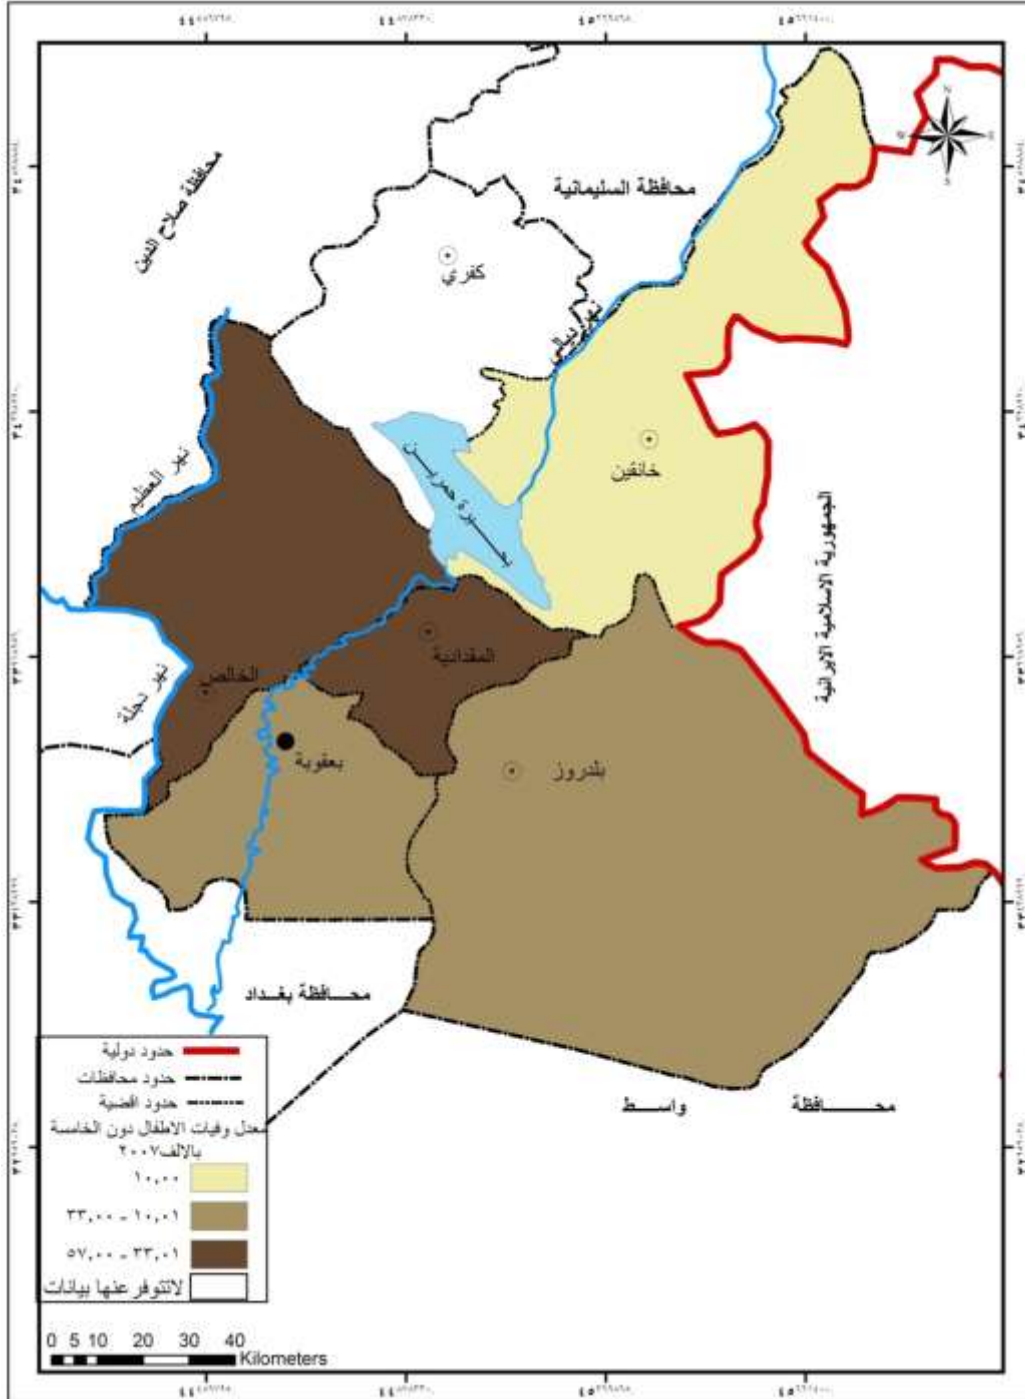 N
محافظة صلاح الدين
محافظة السليمانية
كفري
نهر ديالى
خانقين
نهر العظيم
بحيرة حمرين
الجمهورية الاسلامية الايرانية
المقدادية
الخالص
نهر دجلة
بعقوبة
بلدروز
محافظة بغداد
محافظة واسط
حدود دولية
حدود محافظات
حدود اقضية
معدل وفيات الاطفال دون الخامسة
بالالف٢٠٠٧
١٠,٠٠
١٠,٠١ - ٣٣,٠٠
٣٣,٠١ - ٥٧,٠٠
لاتتوفر عنها بيانات
0 5 10 20 30 40
Kilometers